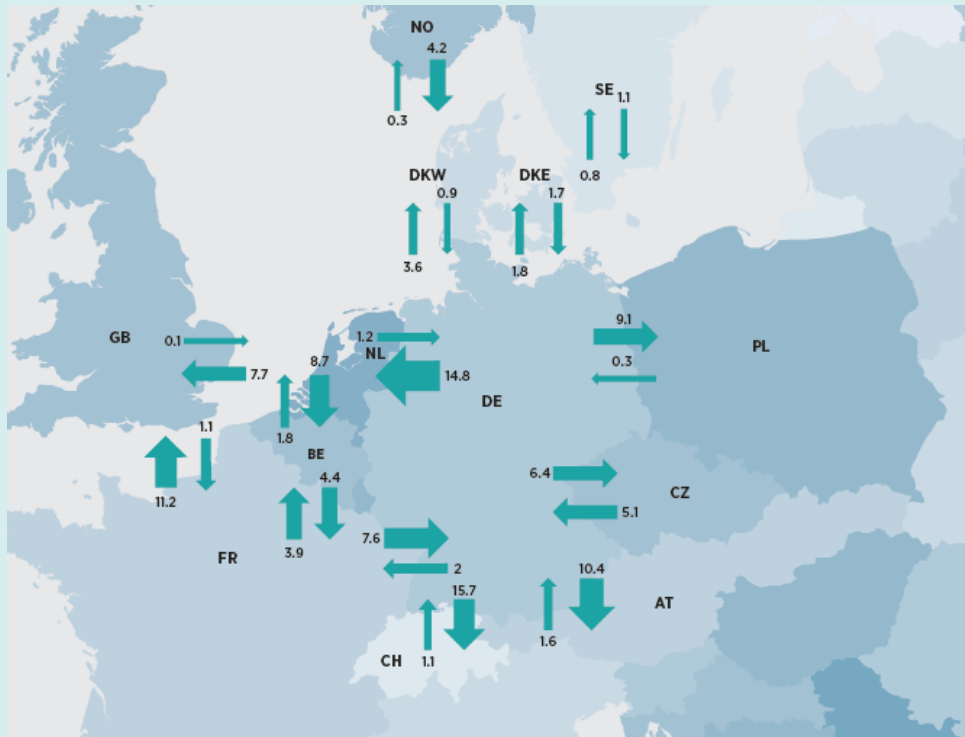 NO
4.2
0.3
SE
1.1
0.8
DKW
0.9
3.6
DKE
1.7
1.8
GB
0.1
7.7
1.2
NL
14.8
8.7
1.8
BE
DE
9.1
0.3
PL
1.1
11.2
4.4
3.9
FR
7.6
2
6.4
5.1
CZ
15.7
1.1
CH
10.4
1.6
AT